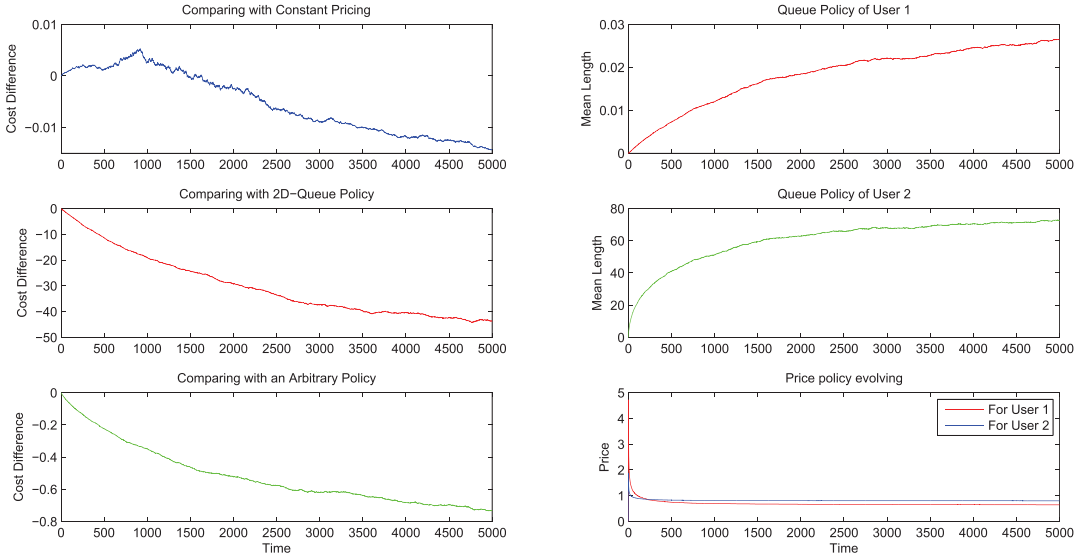 Comparing with Constant Pricing
Cost Difference
0.01
0
−0.01
0 500 1000 1500 2000 2500 3000 3500 4000 4500 5000
Comparing with 2D−Queue Policy
Cost Difference
0
−10
−20
−30
−40
−50
0 500 1000 1500 2000 2500 3000 3500 4000 4500 5000
Comparing with an Arbitrary Policy
Cost Difference
0
−0.2
−0.4
−0.6
−0.8
0 500 1000 1500 2000 2500 3000 3500 4000 4500 5000
Time
Queue Policy of User 1
Mean Length
0.03
0.02
0.01
0
0 500 1000 1500 2000 2500 3000 3500 4000 4500 5000
Queue Policy of User 2
Mean Length
80
60
40
20
0
0 500 1000 1500 2000 2500 3000 3500 4000 4500 5000
Price policy evolving
Price
5
4
3
2
1
0
For User 1
For User 2
0 500 1000 1500 2000 2500 3000 3500 4000 4500 5000
Time